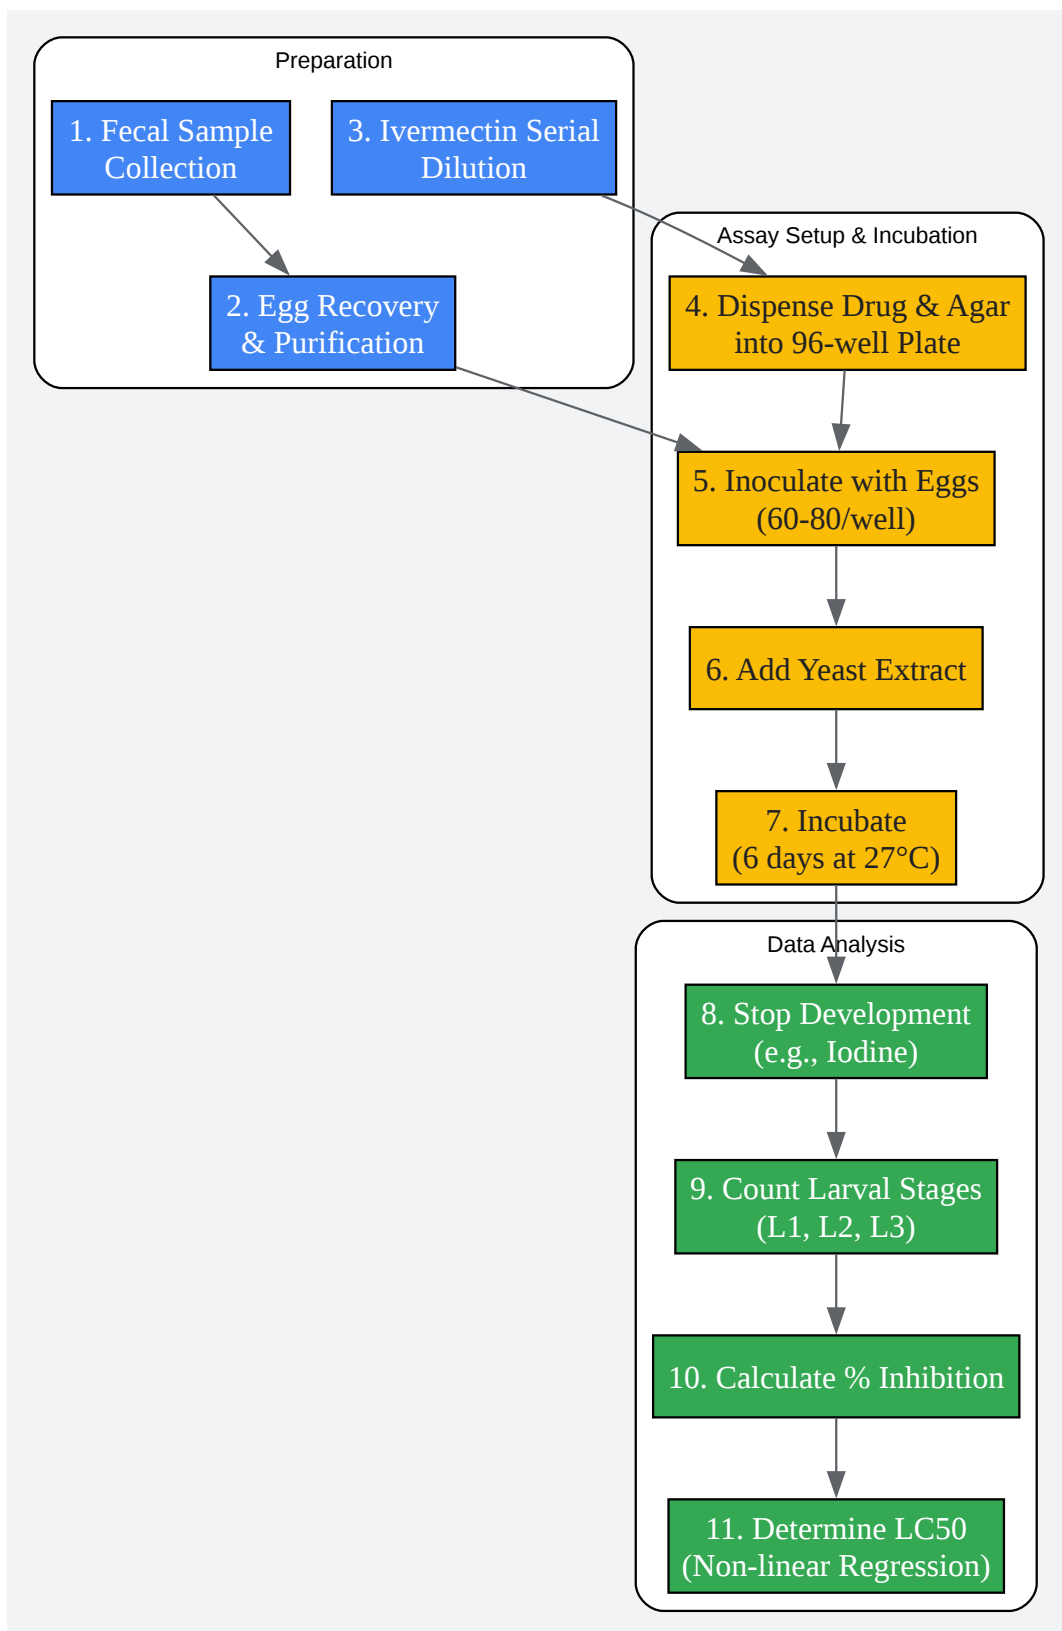 Preparation
1. Fecal Sample
Collection
3. Ivermectin Serial
Dilution
2. Egg Recovery
& Purification
Assay Setup & Incubation
4. Dispense Drug & Agar
into 96-well Plate
5. Inoculate with Eggs
(60-80/well)
6. Add Yeast Extract
7. Incubate
(6 days at 27°C)
Data Analysis
8. Stop Development
(e.g., Iodine)
9. Count Larval Stages
(L1, L2, L3)
10. Calculate % Inhibition
11. Determine LC50
(Non-linear Regression)